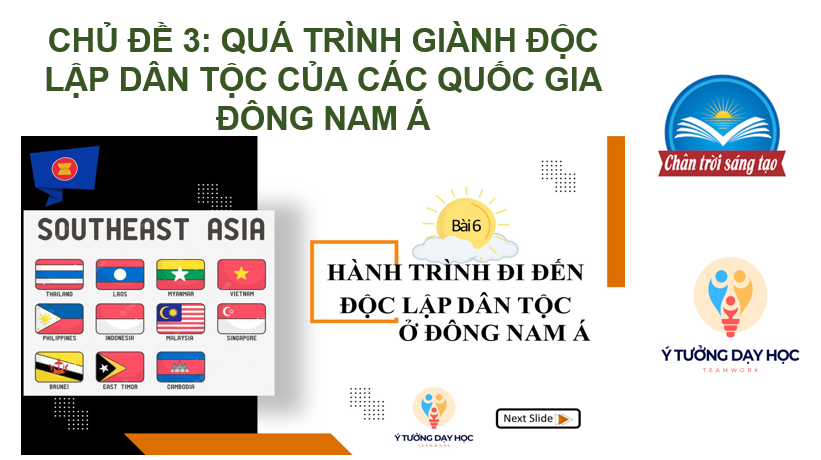 CHỦ ĐỀ 3: QUÁ TRÌNH GIÀNH ĐỘC
LẬP DÂN TỘC CỦA CÁC QUỐC GIA
ĐÔNG NAM Á
Chân trời sáng tạo
SOUTHEAST ASIA
THAILAND
LAOS
MYANMAR
VIETNAM
PHILIPPINES
INDONESIA
MALAYSIA
SINGAPORE
BRUNEI
EAST TIMOR
CAMBODIA
Bài 6
HÀNH TRÌNH ĐI ĐẾN
ĐỘC LẬP DÂN TỘC
Ở ĐÔNG NAM Á
Ý TƯỞNG DẠY HỌC
TEAMWORK
Next Slide
Ý TƯỞNG DẠY HỌC
TEAMWORK